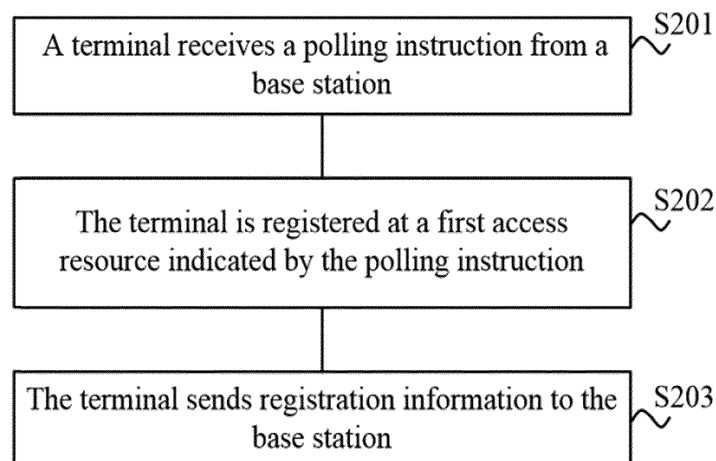 S201
A terminal receives a polling instruction from a
base station
S202
The terminal is registered at a first access
resource indicated by the polling instruction
S203
The terminal sends registration information to the
base station